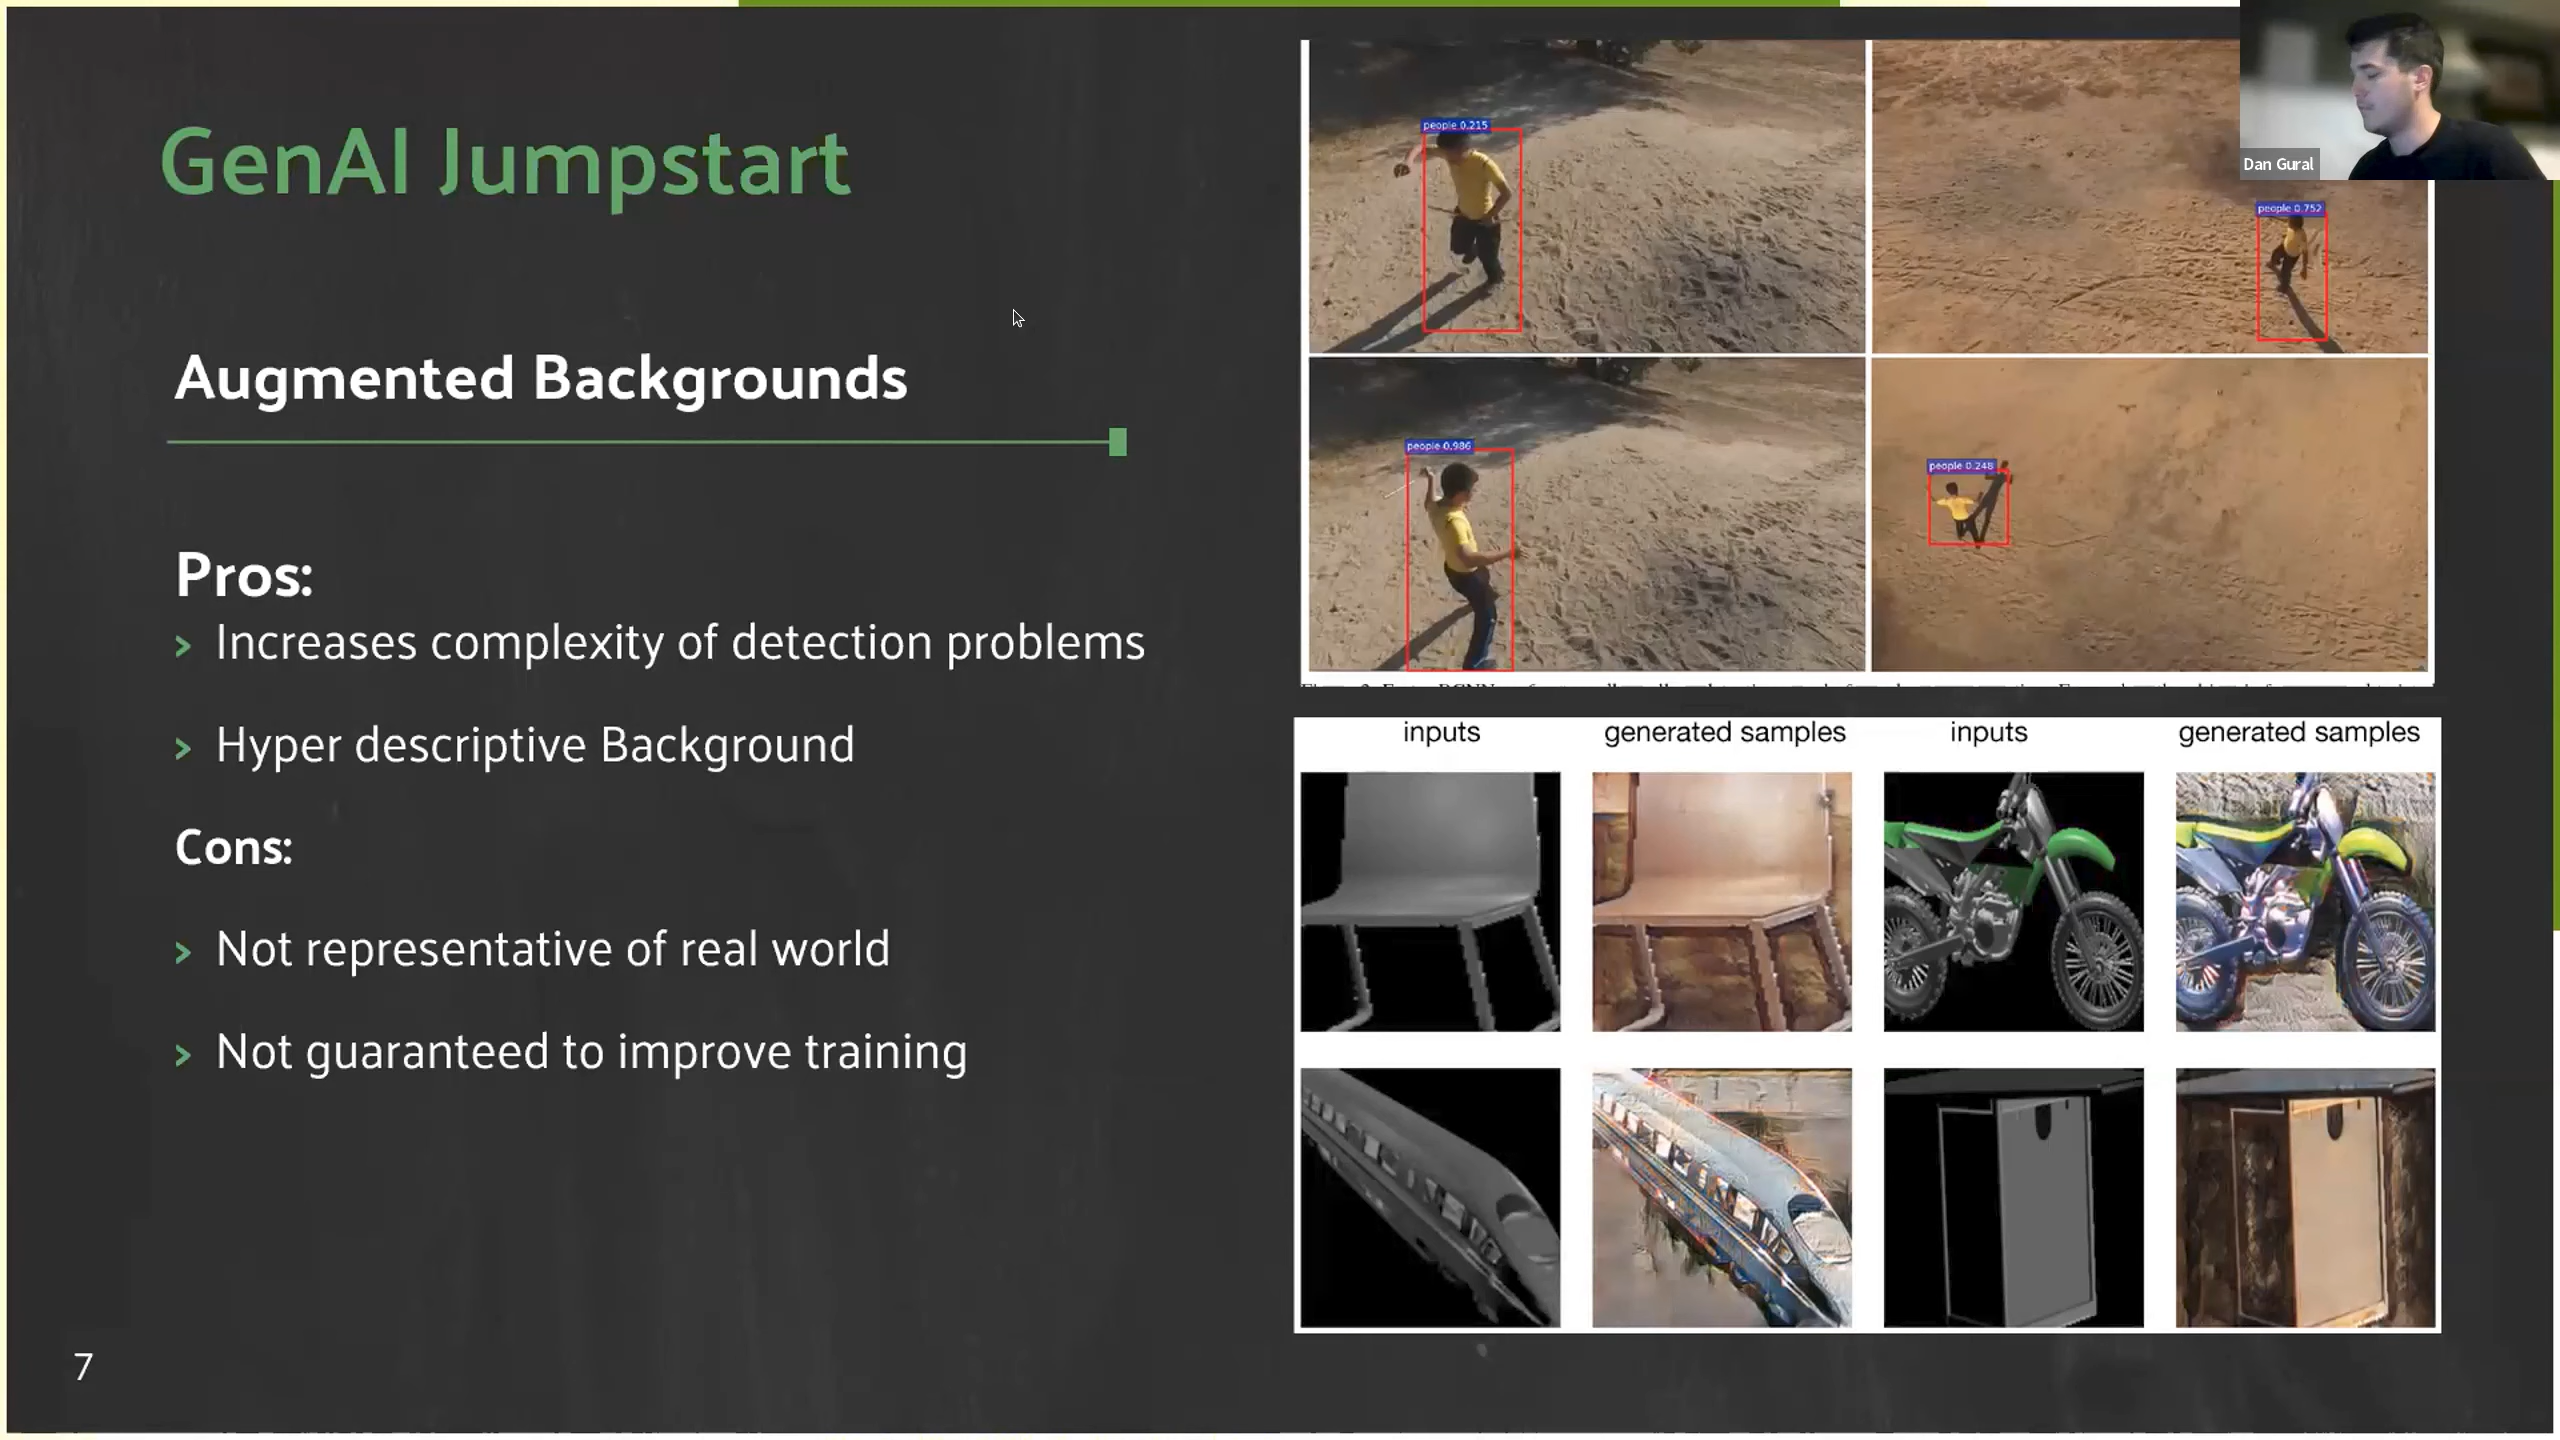 GenAI Jumpstart
Augmented Backgrounds
Pros:
> Increases complexity of detection problems
> Hyper descriptive Background
Cons:
> Not representative of real world
> Not guaranteed to improve training
7
people 0.215
people 0.752
people 0.986
people 0.248
Dan Gural
inputs generated samples inputs generated samples